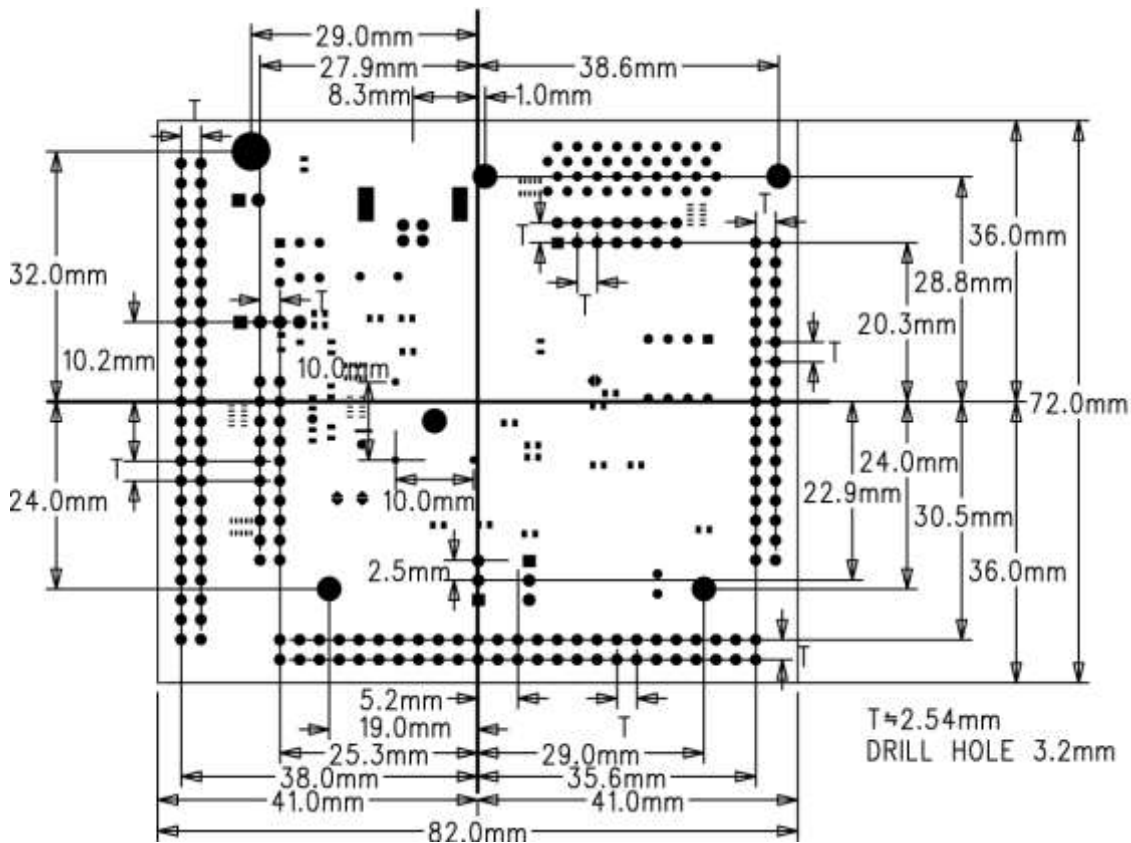 29.0mm
27.9mm
38.6mm
8.3mm
1.0mm
T
T
T
36.0mm
32.0mm
28.8mm
T
T
20.3mm
10.2mm
T
10.0mm
72.0mm
T
24.0mm
24.0mm
10.0mm
22.9mm
30.5mm
2.5mm
36.0mm
T
5.2mm
T
19.0mm
T≒2.54mm
25.3mm
29.0mm
DRILL HOLE 3.2mm
38.0mm
35.6mm
41.0mm
41.0mm
82.0mm